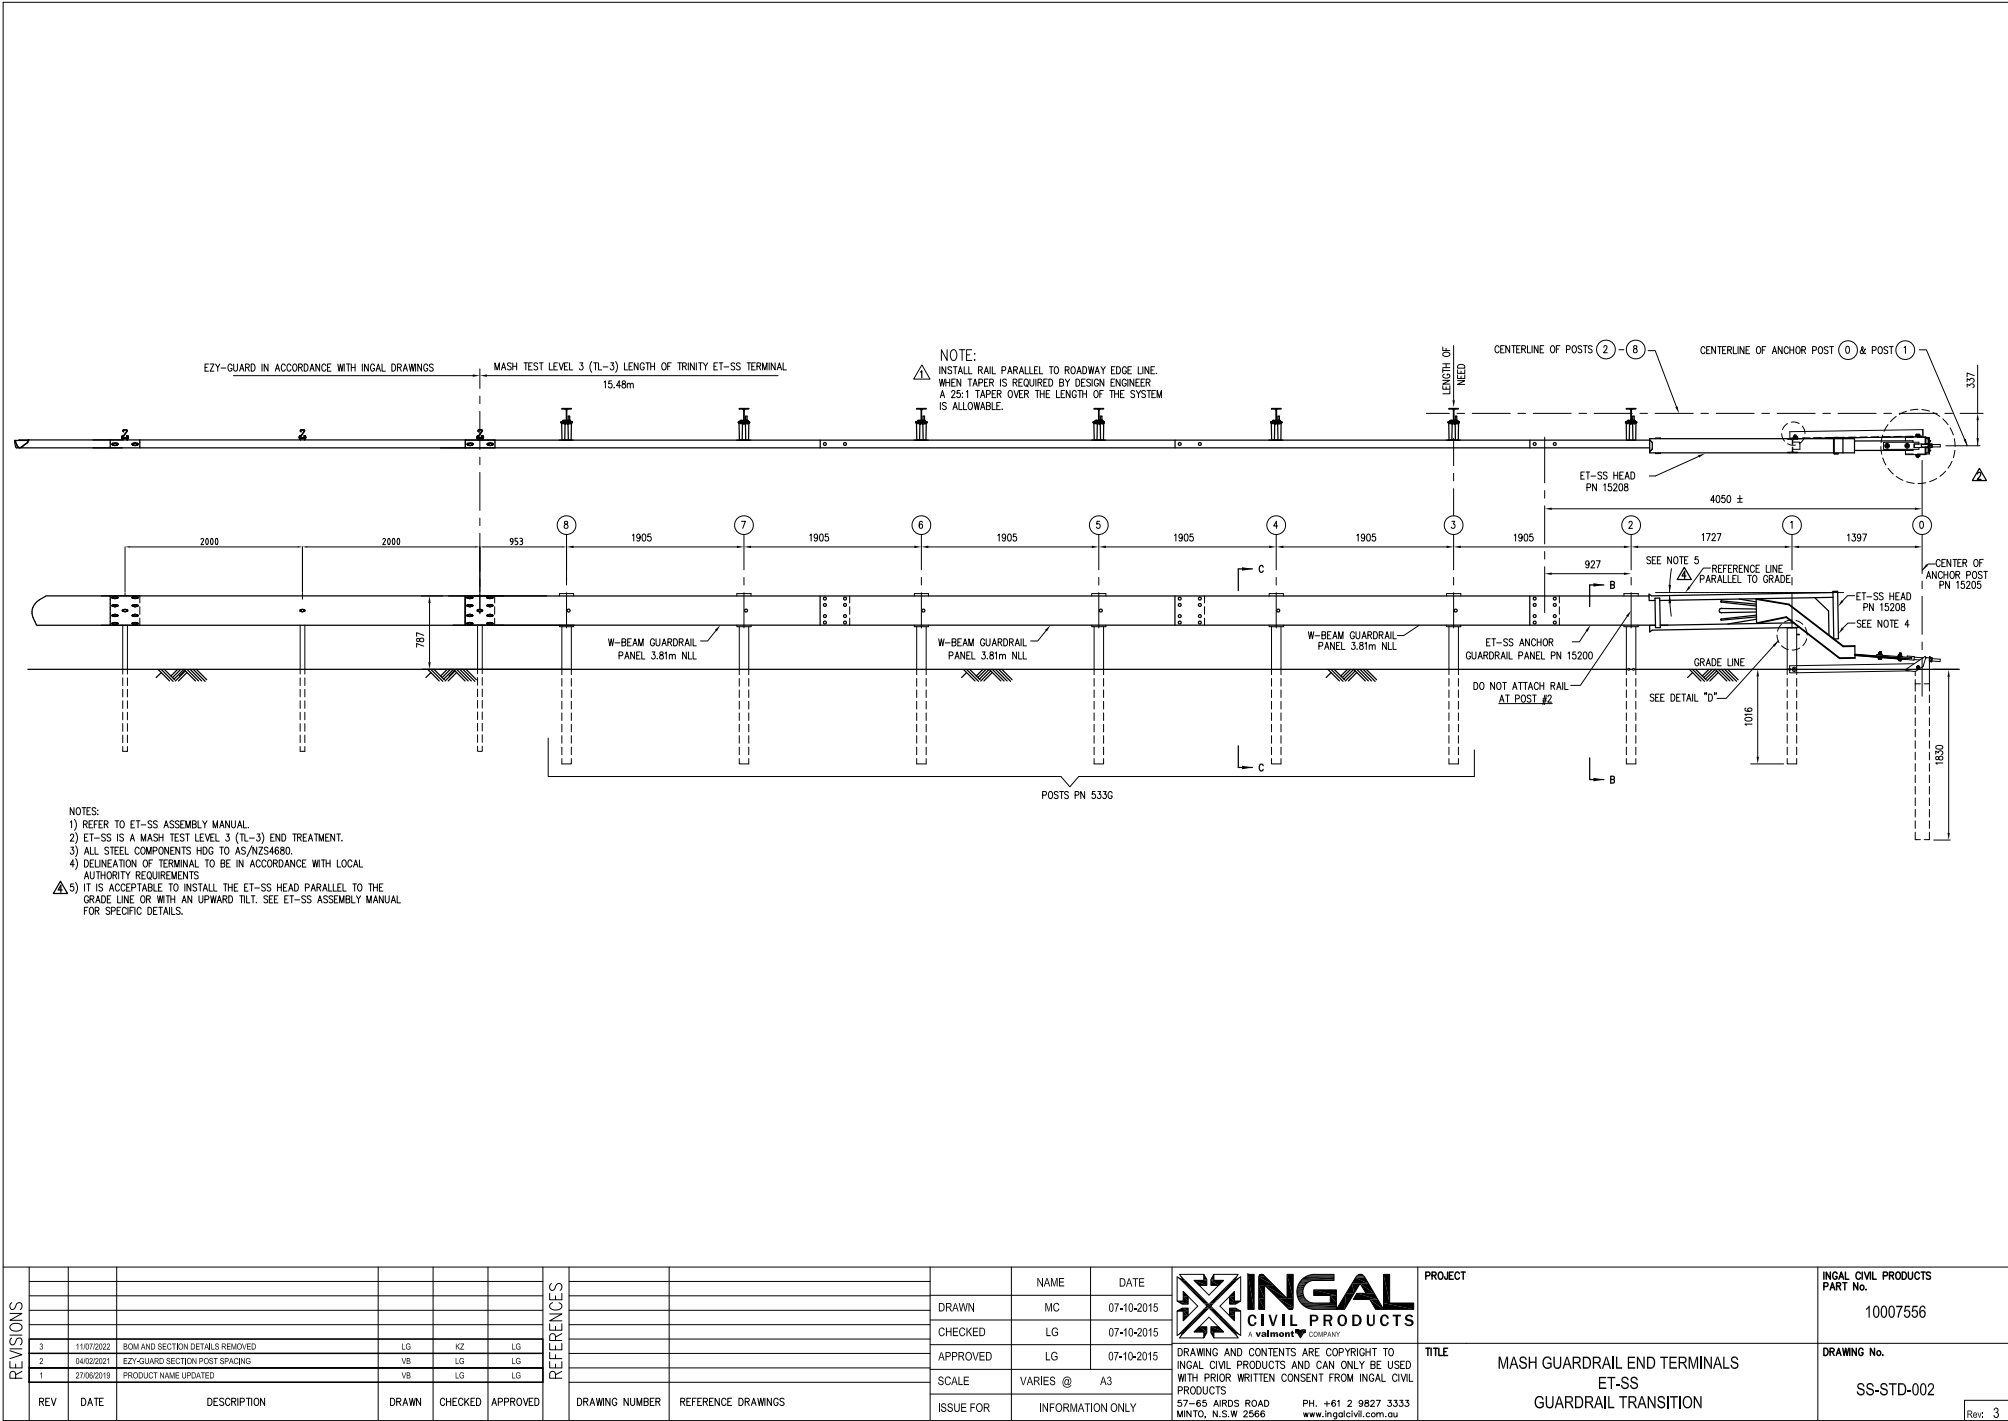 EZY-GUARD IN ACCORDANCE WITH INGAL DRAWINGS
MASH TEST LEVEL 3 (TL-3) LENGTH OF TRINITY ET-SS TERMINAL
15.48m
NOTE:
1 INSTALL RAIL PARALLEL TO ROADWAY EDGE LINE.
WHEN TAPER IS REQUIRED BY DESIGN ENGINEER
A 25:1 TAPER OVER THE LENGTH OF THE SYSTEM
IS ALLOWABLE.
LENGTH OF
NEED
CENTERLINE OF POSTS 2 - 8
CENTERLINE OF ANCHOR POST 0 & POST 1
337
Z
Z
Z
ET-SS HEAD
PN 15208
2
4050 ±
8
7
6
5
4
3
2
1
0
2000
2000
953
1905
1905
1905
1905
1905
1905
1727
1397
927
C
B
SEE NOTE 5
4
REFERENCE LINE
PARALLEL TO GRADE
CENTER OF
ANCHOR POST
PN 15205
ET-SS HEAD
PN 15208
SEE NOTE 4
787
W-BEAM GUARDRAIL
PANEL 3.81m NLL
W-BEAM GUARDRAIL
PANEL 3.81m NLL
W-BEAM GUARDRAIL
PANEL 3.81m NLL
ET-SS ANCHOR
GUARDRAIL PANEL PN 15200
GRADE LINE
DO NOT ATTACH RAIL
AT POST #2
SEE DETAIL "D"
1016
1830
C
B
POSTS PN 533G
NOTES:
1) REFER TO ET-SS ASSEMBLY MANUAL.
2) ET-SS IS A MASH TEST LEVEL 3 (TL-3) END TREATMENT.
3) ALL STEEL COMPONENTS HDG TO AS/NZS4680.
4) DELINEATION OF TERMINAL TO BE IN ACCORDANCE WITH LOCAL
AUTHORITY REQUIREMENTS
4 5) IT IS ACCEPTABLE TO INSTALL THE ET-SS HEAD PARALLEL TO THE
GRADE LINE OR WITH AN UPWARD TILT. SEE ET-SS ASSEMBLY MANUAL
FOR SPECIFIC DETAILS.
REVISIONS
3 11/07/2022 BOM AND SECTION DETAILS REMOVED LG KZ LG
2 04/02/2021 EZY-GUARD SECTION POST SPACING VB LG LG
1 27/06/2019 PRODUCT NAME UPDATED VB LG LG
REV DATE DESCRIPTION DRAWN CHECKED APPROVED
REFERENCES
DRAWING NUMBER REFERENCE DRAWINGS
NAME DATE
DRAWN MC 07-10-2015
CHECKED LG 07-10-2015
APPROVED LG 07-10-2015
SCALE VARIES @ A3
ISSUE FOR INFORMATION ONLY
INGAL
CIVIL PRODUCTS
A valmont COMPANY
DRAWING AND CONTENTS ARE COPYRIGHT TO
INGAL CIVIL PRODUCTS AND CAN ONLY BE USED
WITH PRIOR WRITTEN CONSENT FROM INGAL CIVIL
PRODUCTS
57-65 AIRDS ROAD PH. +61 2 9827 3333
MINTO, N.S.W 2566 www.ingalcivil.com.au
PROJECT
TITLE
MASH GUARDRAIL END TERMINALS
ET-SS
GUARDRAIL TRANSITION
INGAL CIVIL PRODUCTS
PART No.
10007556
DRAWING No.
SS-STD-002
Rev: 3